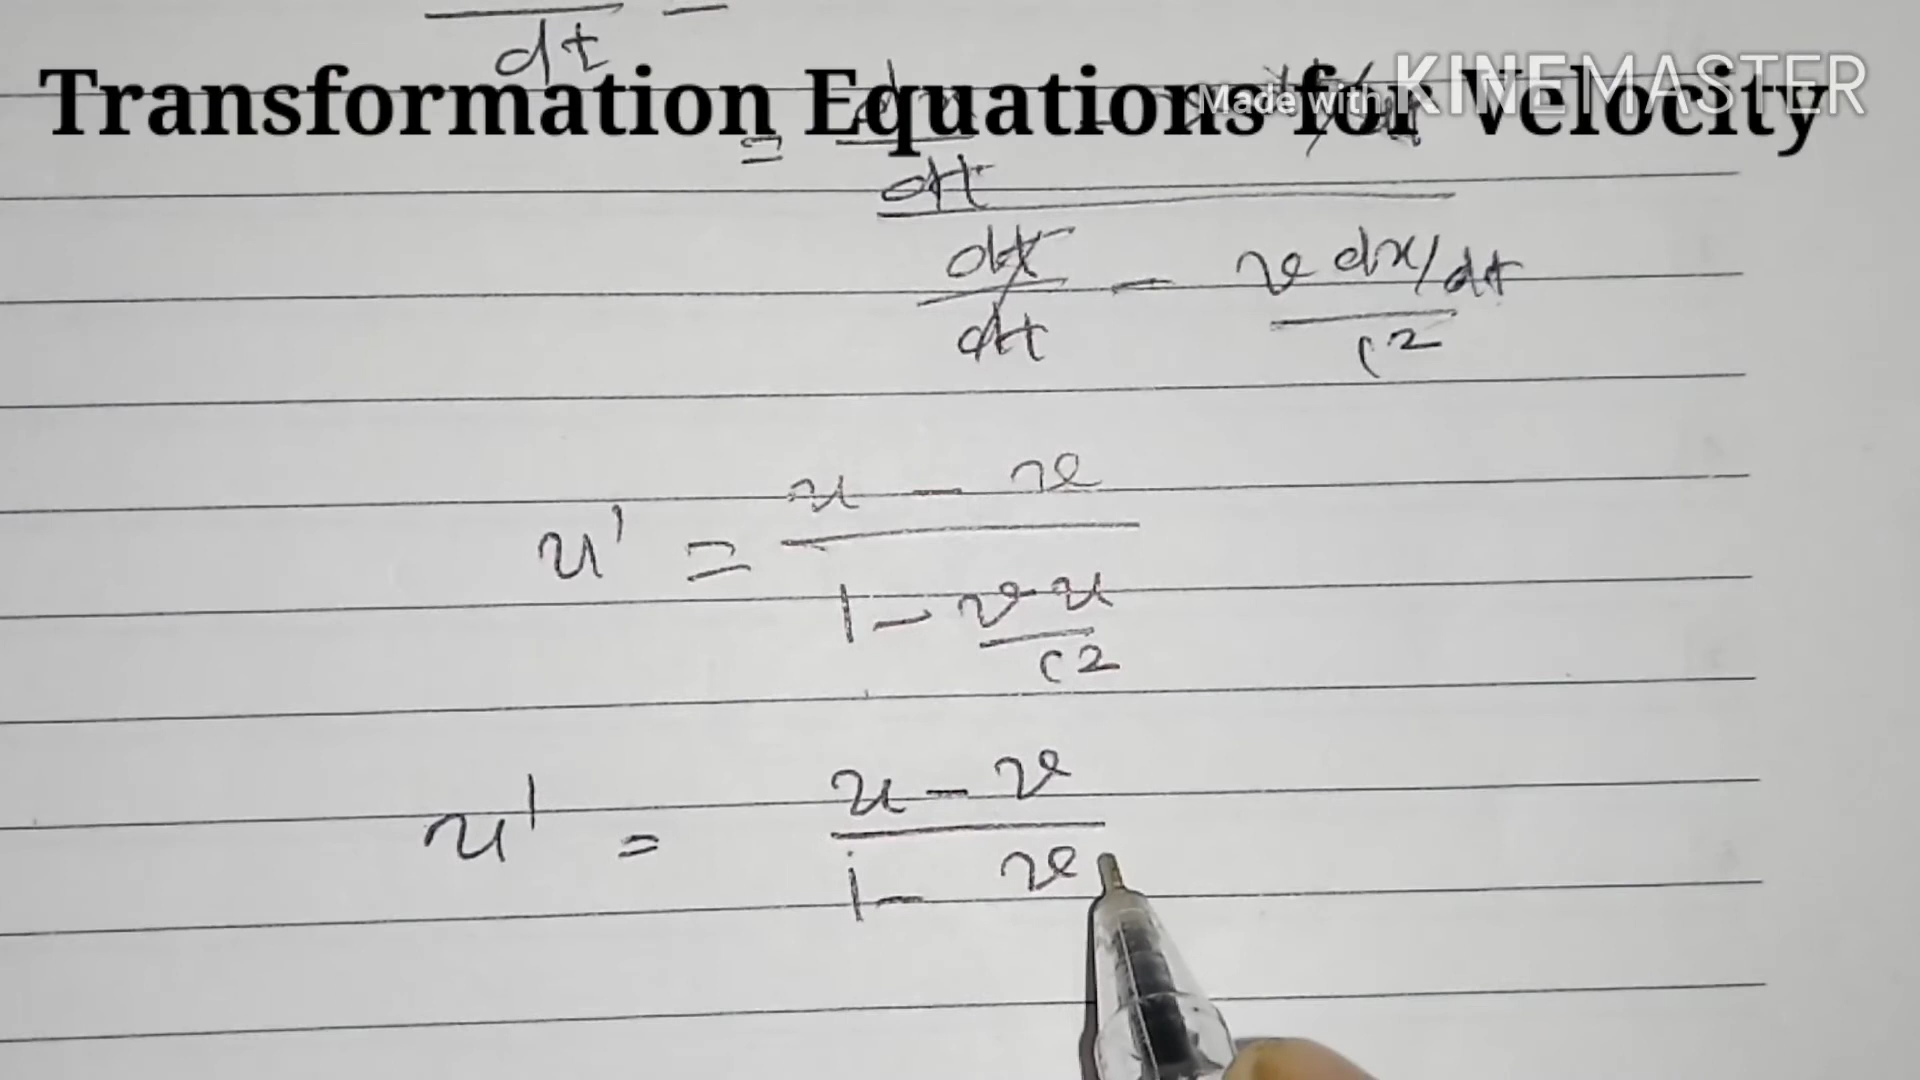 dt
Transformation Equations for Velocity
Made with KINEMASTER
=
dt
dt/dt - v dx/dt / c2
u' = u - v / 1 - vu / c2
u' = u - v / 1 - v